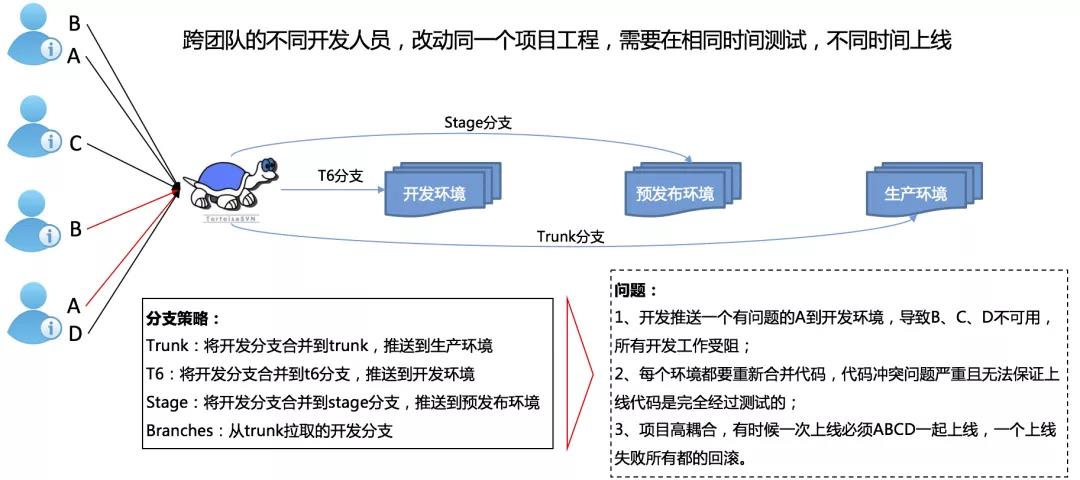 跨团队的不同开发人员，改动同一个项目工程，需要在相同时间测试，不同时间上线
B
A
C
B
A
D
TortoiseSVN
Stage分支
T6分支
Trunk分支
开发环境
预发布环境
生产环境
分支策略：
Trunk：将开发分支合并到trunk，推送到生产环境
T6：将开发分支合并到t6分支，推送到开发环境
Stage：将开发分支合并到stage分支，推送到预发布环境
Branches：从trunk拉取的开发分支
问题：
1、开发推送一个有问题的A到开发环境，导致B、C、D不可用，
所有开发工作受阻；
2、每个环境都要重新合并代码，代码冲突问题严重且无法保证上
线代码是完全经过测试的；
3、项目高耦合，有时候一次上线必须ABCD一起上线，一个上线
失败所有都的回滚。